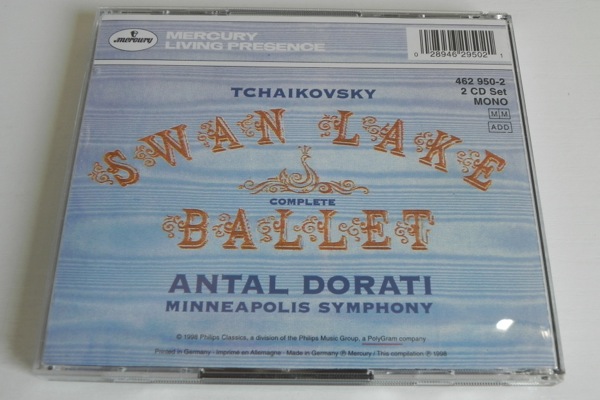 mercury
MERCURY
LIVING PRESENCE
0 28946 29502 1
462 950-2
2 CD Set
MONO
MM
ADD
TCHAIKOVSKY
SWAN LAKE
COMPLETE
BALLET
ANTAL DORATI
MINNEAPOLIS SYMPHONY
© 1998 Philips Classics, a division of the Philips Music Group, a PolyGram company
Printed in Germany - Imprimé en Allemagne - Made in Germany ℗ Mercury / This compilation ℗ 1998